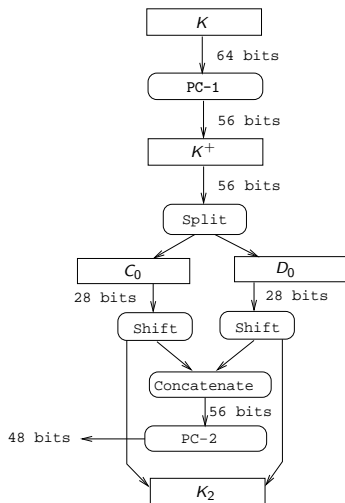 K
64 bits
PC-1
56 bits
K+
56 bits
Split
C0
D0
28 bits
28 bits
Shift
Shift
Concatenate
56 bits
48 bits
PC-2
K2